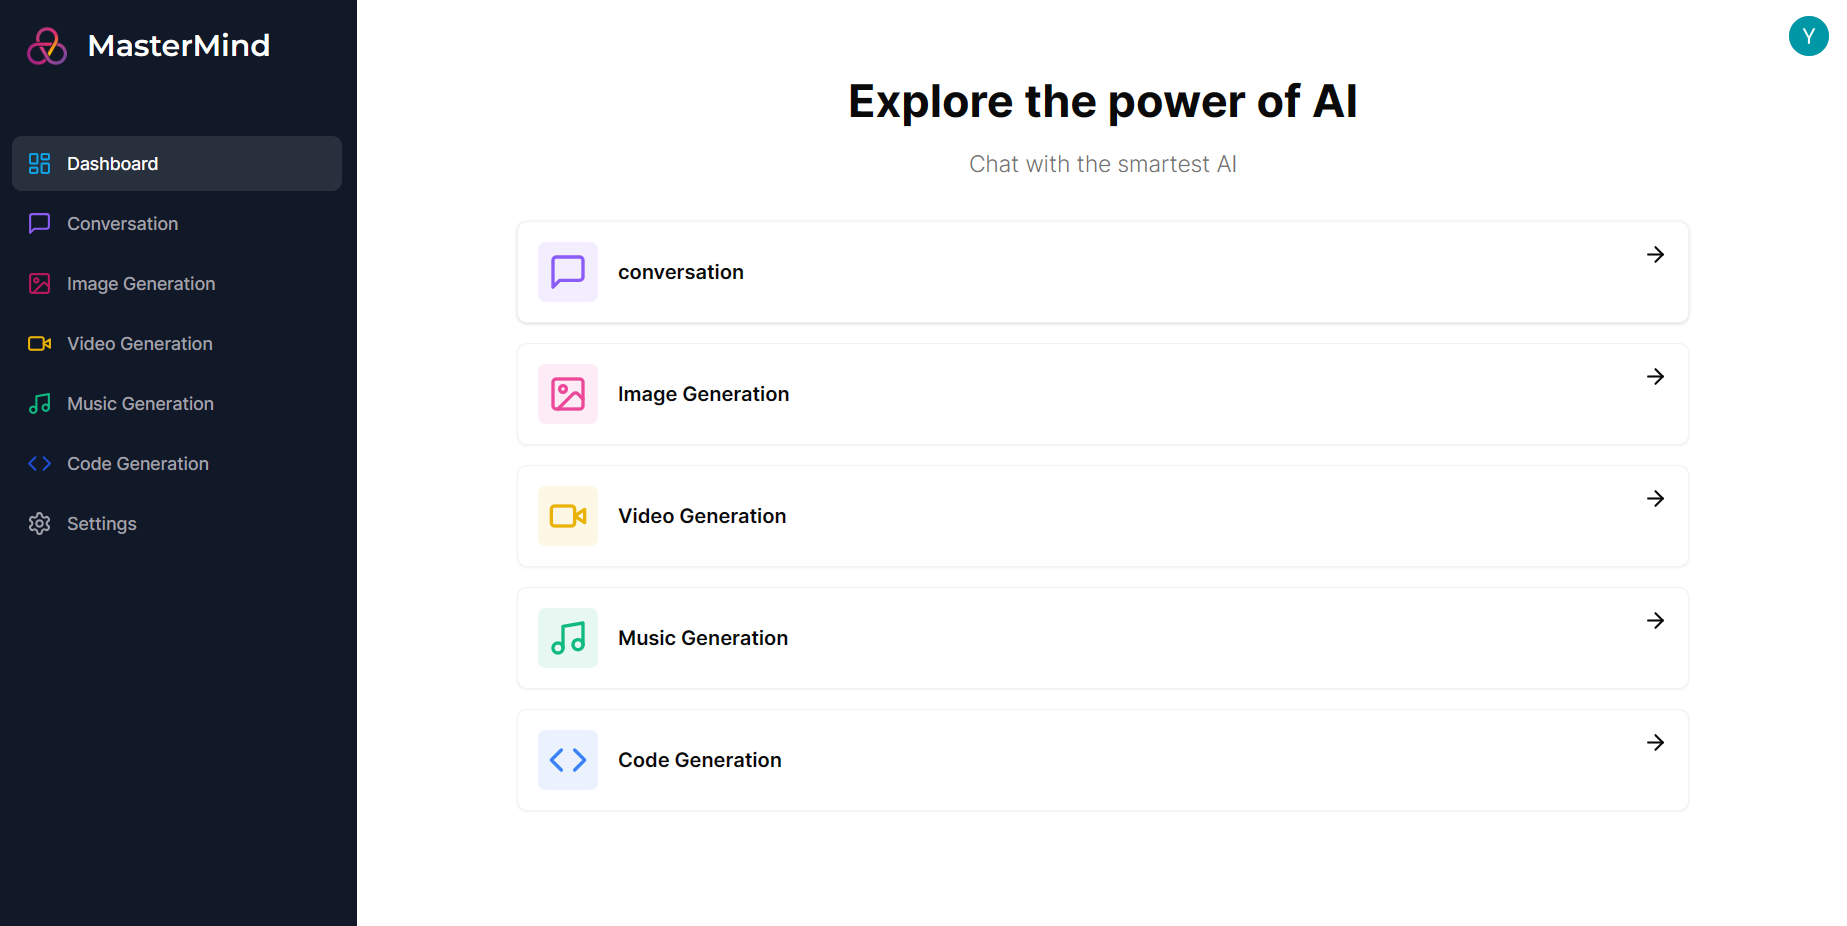 MasterMind
Dashboard
Conversation
Image Generation
Video Generation
Music Generation
Code Generation
Settings
Y
Explore the power of AI
Chat with the smartest AI
conversation
Image Generation
Video Generation
Music Generation
Code Generation